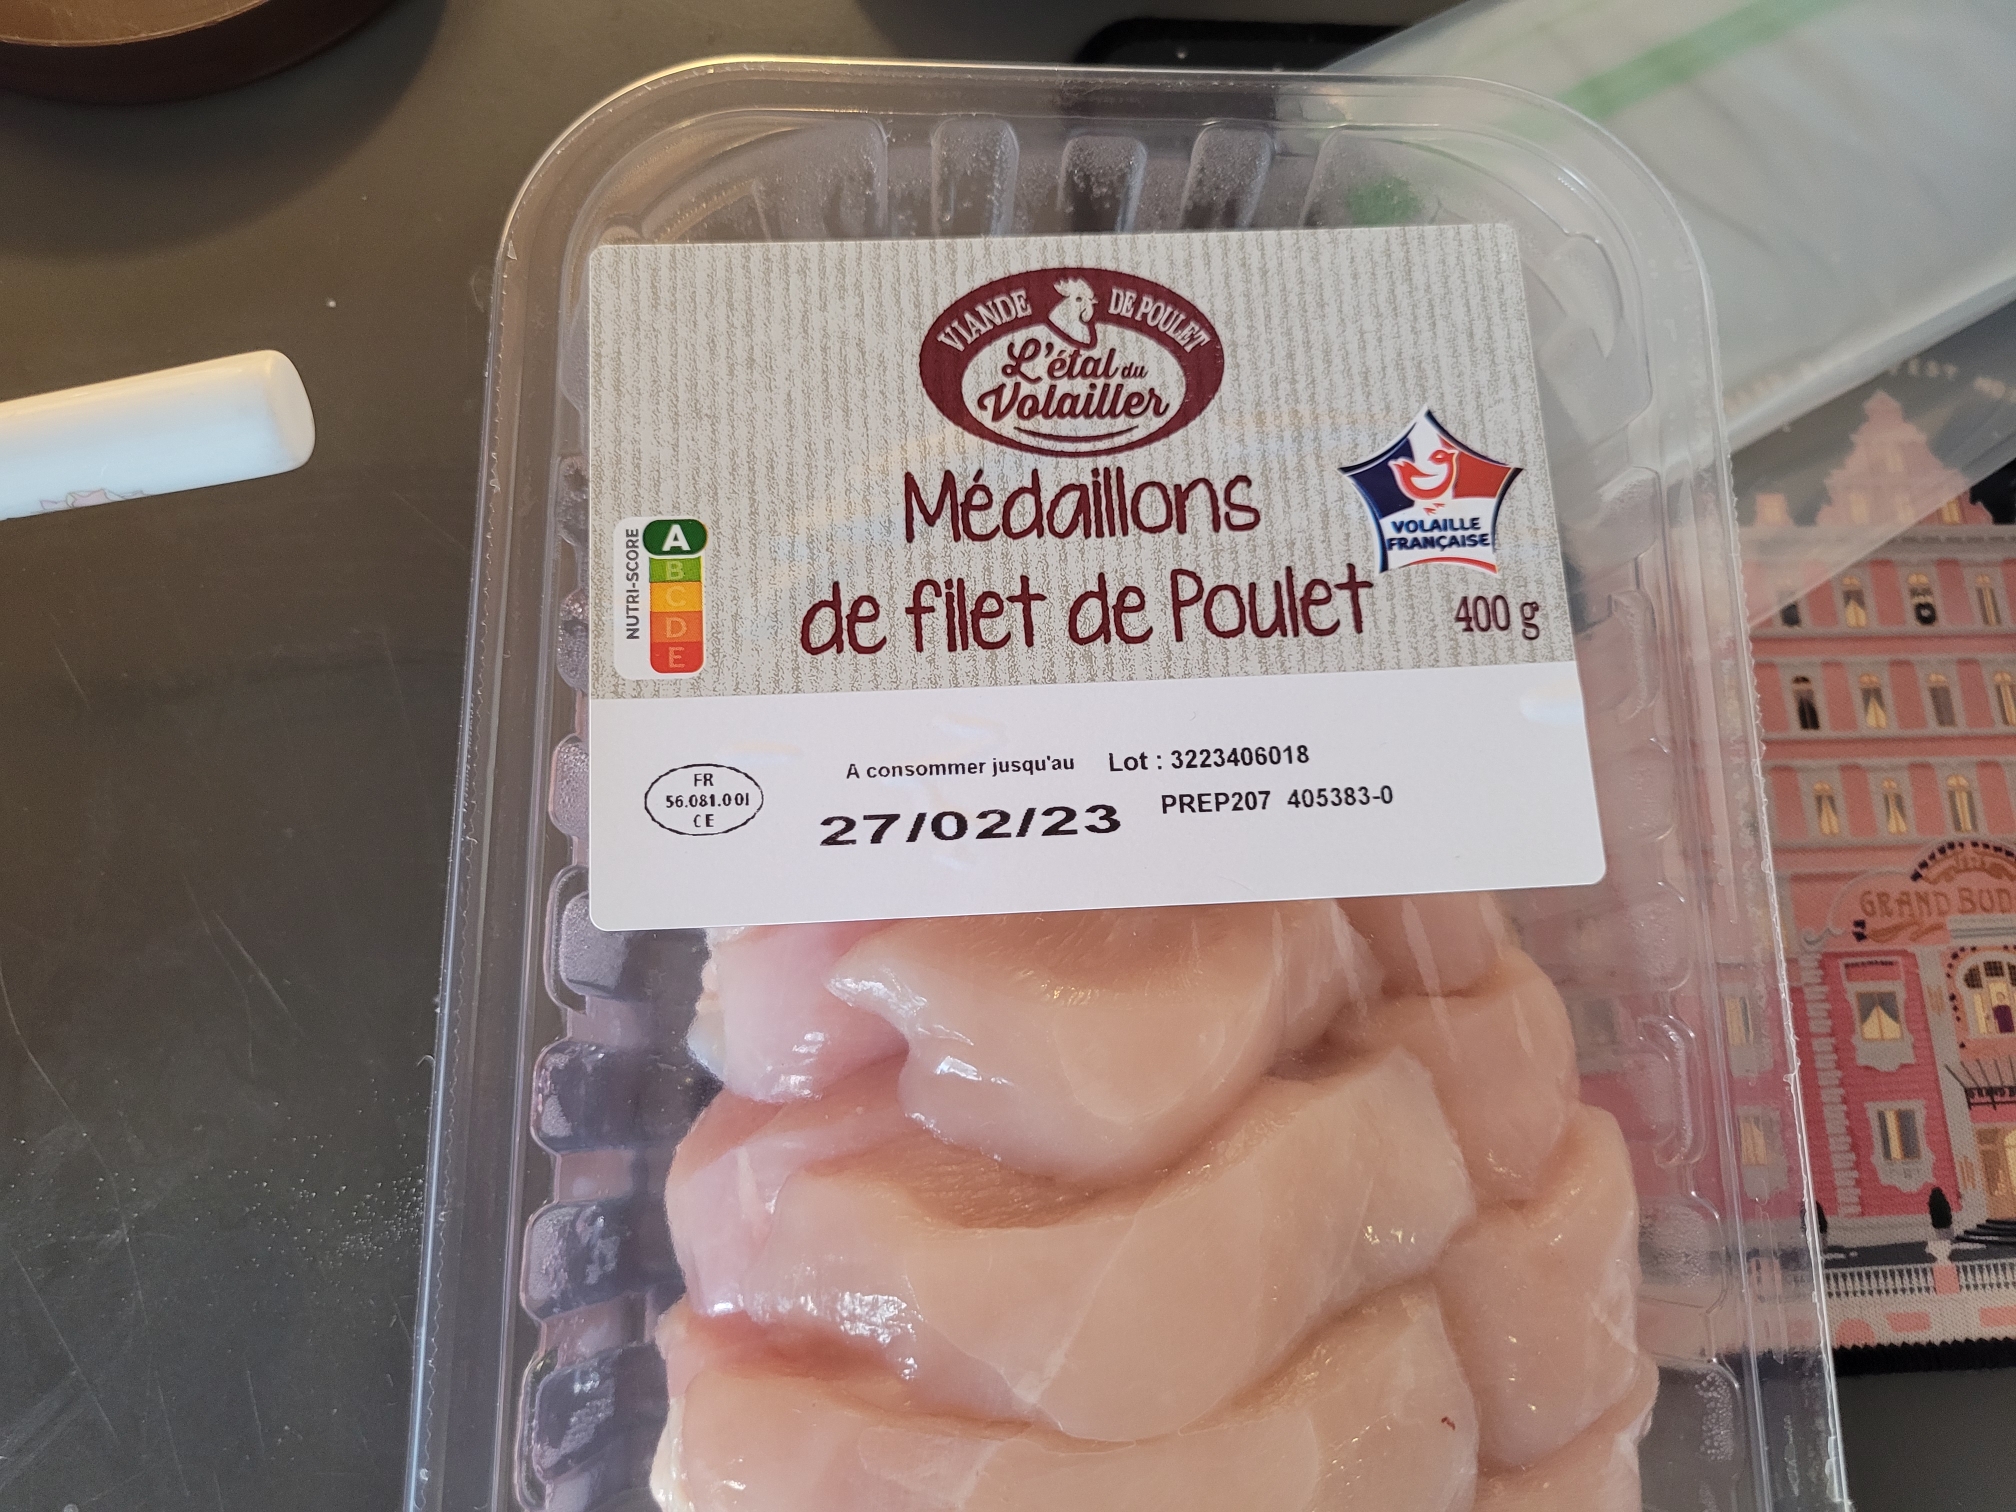 VIANDE DE POULET
L'étal du
Volailler
Médaillons
de filet de Poulet
VOLAILLE
FRANÇAISE
400 g
NUTRI-SCORE
A
B
C
D
E
FR
56.081.001
CE
A consommer jusqu'au
27/02/23
Lot : 3223406018
PREP207 405383-0
GRAND BUD